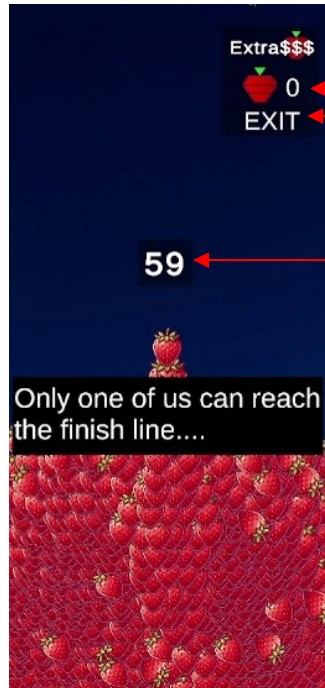 Extra$$$
0
EXIT
59
Only one of us can reach
the finish line....